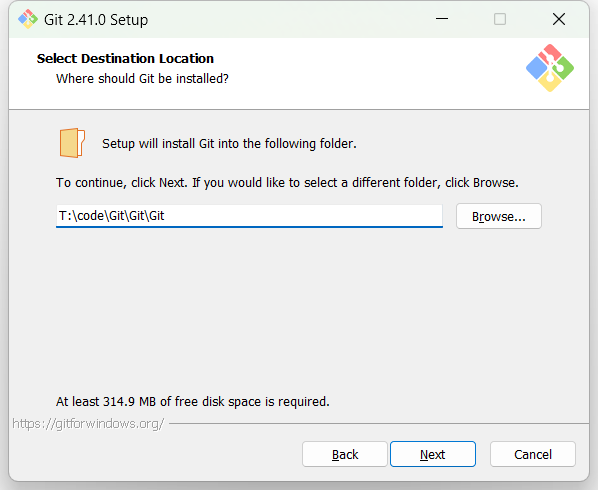 Git 2.41.0 Setup
Select Destination Location
Where should Git be installed?
Setup will install Git into the following folder.
To continue, click Next. If you would like to select a different folder, click Browse.
T:\code\Git\Git\Git
Browse...
At least 314.9 MB of free disk space is required.
https://gitforwindows.org/
Back
Next
Cancel